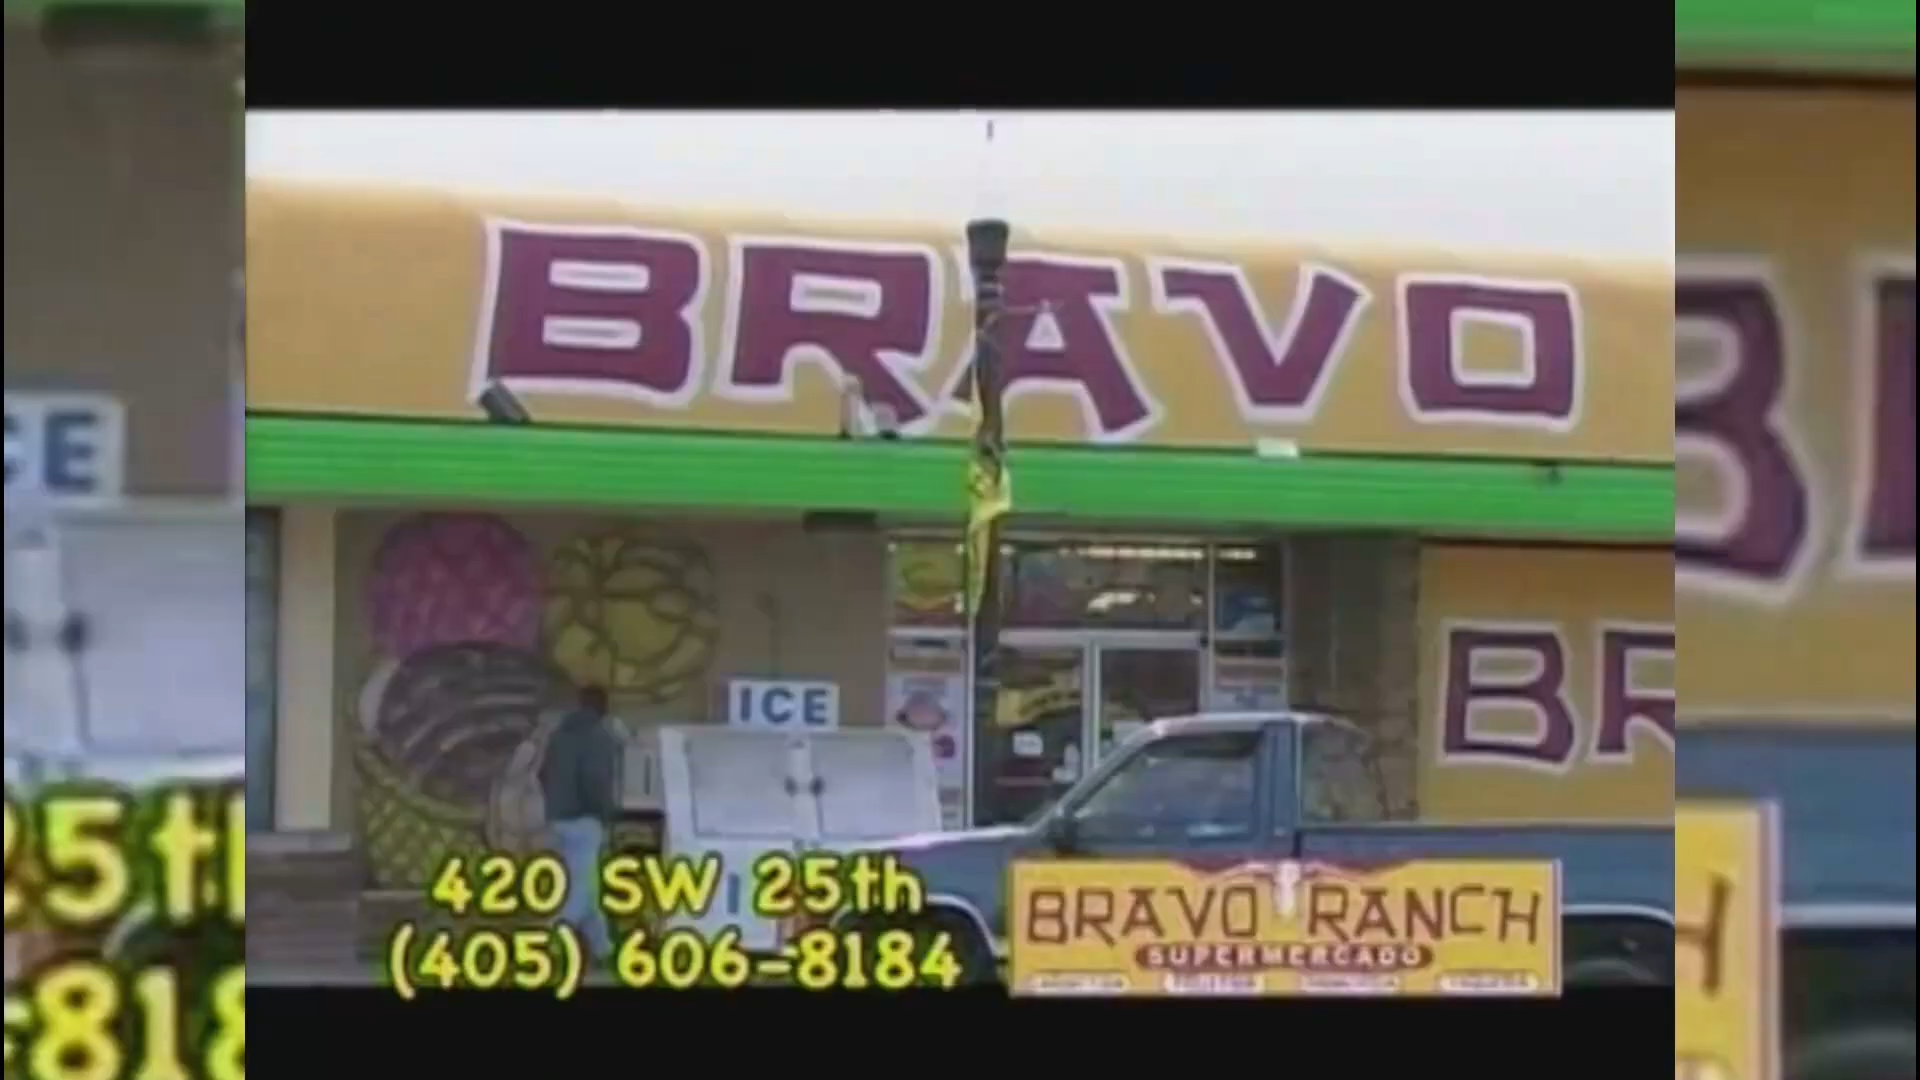 BRAVO
ICE
BR
420 SW 25th
(405) 606-8184
BRAVO RANCH
SUPERMERCADO